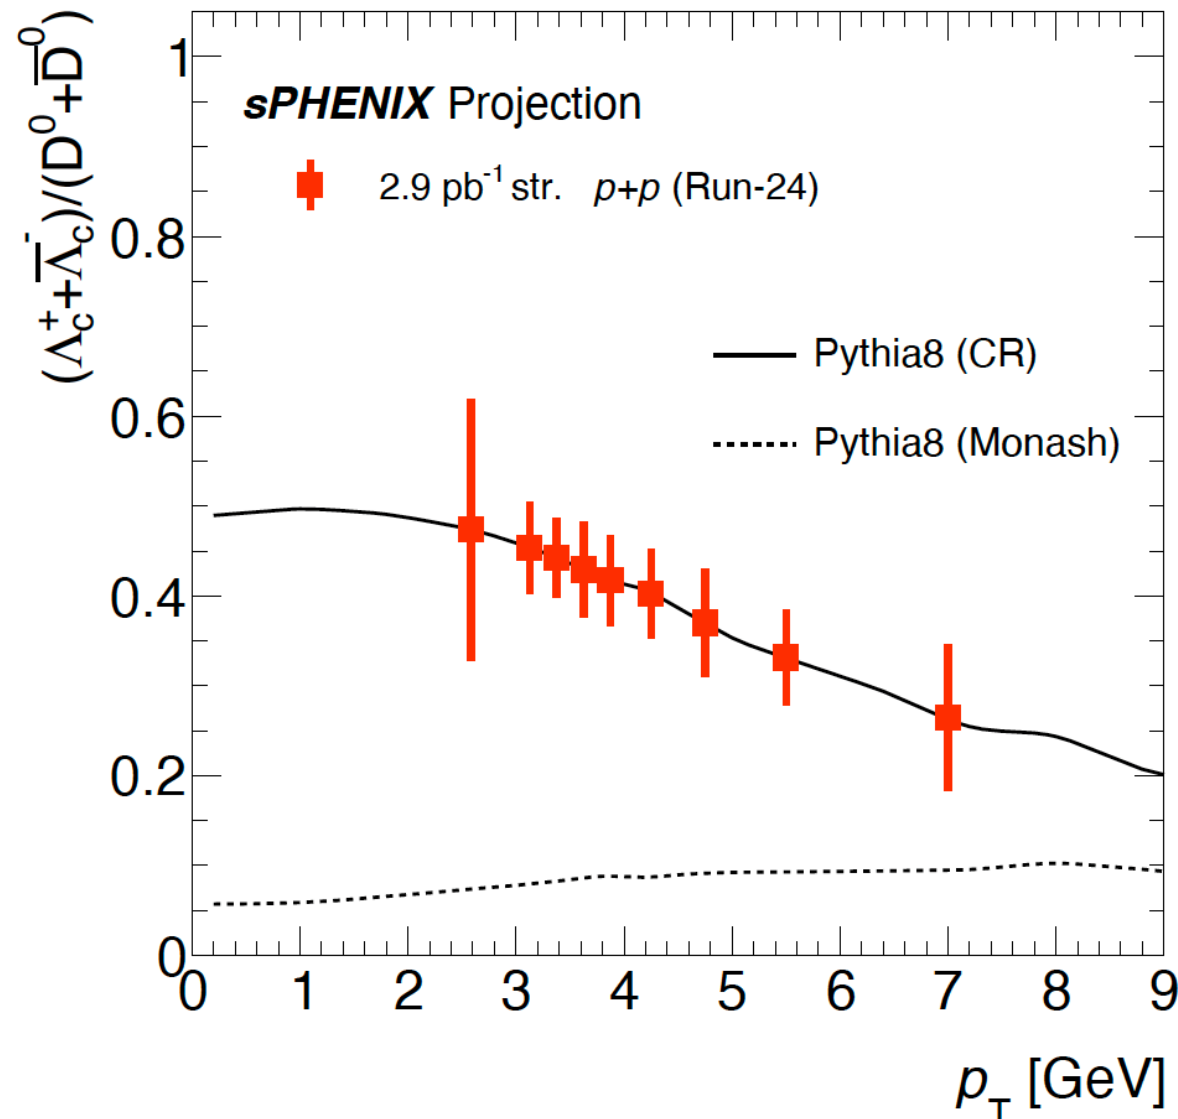 (Λc⁺+Λ̅c⁻)/(D⁰+D̅⁰)
1
sPHENIX Projection
2.9 pb⁻¹ str. p+p (Run-24)
0.8
Pythia8 (CR)
0.6
Pythia8 (Monash)
0.4
0.2
0
0 1 2 3 4 5 6 7 8 9
p_T [GeV]